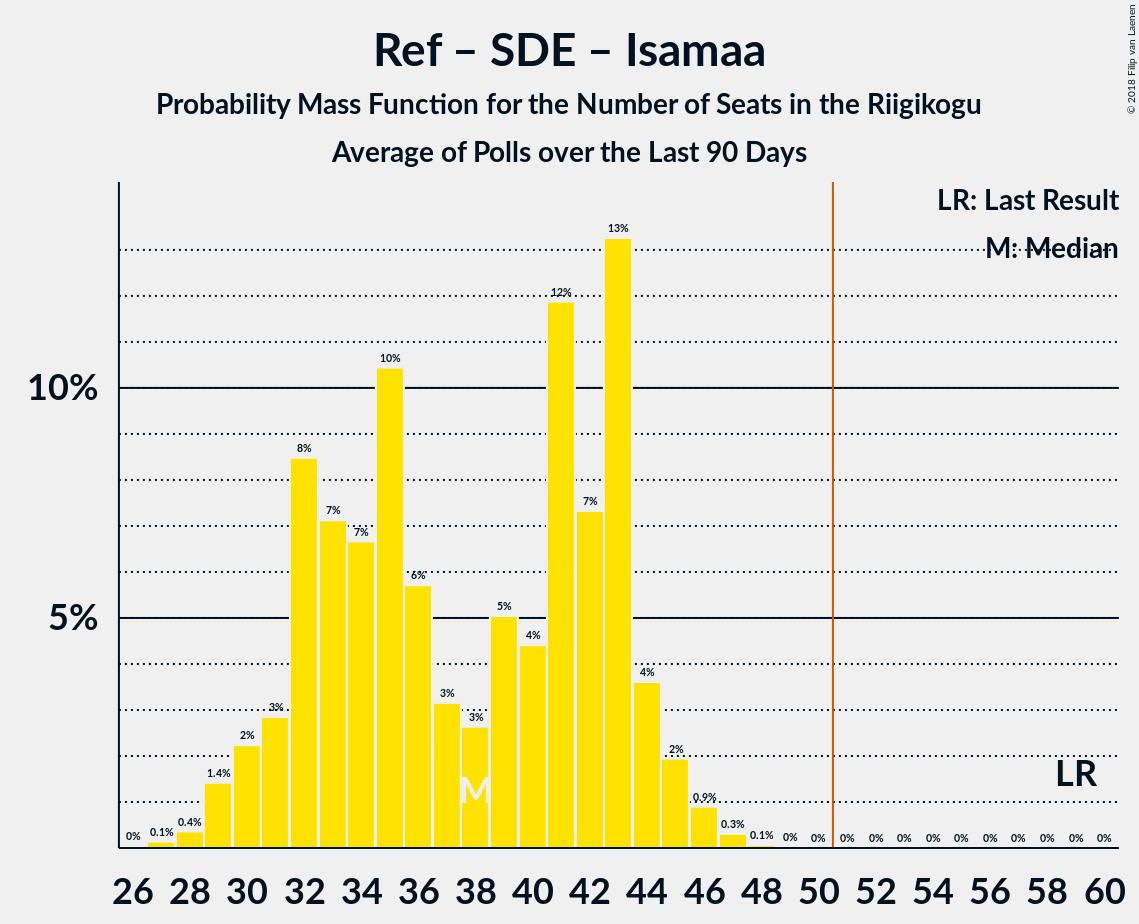 Ref – SDE – Isamaa
Probability Mass Function for the Number of Seats in the Riigikogu
Average of Polls over the Last 90 Days
© 2018 Filip van Laenen
LR: Last Result
M: Median
13%
12%
10%
10%
8%
7%
7%
7%
6%
5%
5%
4%
4%
3%
3%
3%
2%
2%
1.4%
0.9%
0.4%
0.3%
0.1%
0.1%
0% 0% 0% 0% 0% 0% 0% 0% 0% 0% 0% 0% 0%
M
LR
26 28 30 32 34 36 38 40 42 44 46 48 50 52 54 56 58 60